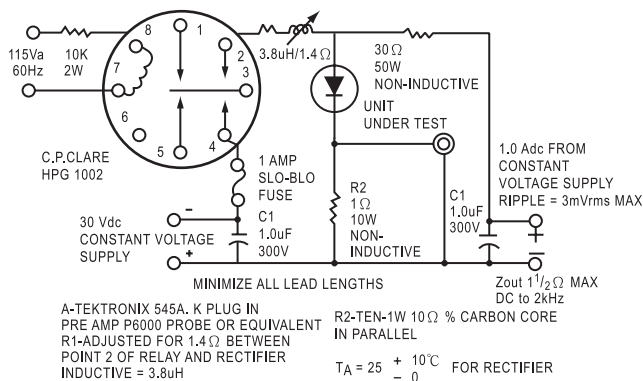 115Va
60Hz
10K
2W
8
1
2
3
7
6
5
4
3.8uH/1.4Ω
30Ω
50W
NON-INDUCTIVE
UNIT
UNDER TEST
C.P.CLARE
HPG 1002
1 AMP
SLO-BLO
FUSE
1.0 Adc FROM
CONSTANT
VOLTAGE SUPPLY
RIPPLE = 3mVrms MAX
R2
1Ω
10W
NON-
INDUCTIVE
C1
1.0uF
300V
−
30 Vdc
CONSTANT VOLTAGE
SUPPLY
+
C1
1.0uF
300V
+
−
MINIMIZE ALL LEAD LENGTHS
Zout 1 1/2 Ω MAX
DC to 2kHz
A-TEKTRONIX 545A. K PLUG IN
PRE AMP P6000 PROBE OR EQUIVALENT
R1-ADJUSTED FOR 1.4Ω BETWEEN
POINT 2 OF RELAY AND RECTIFIER
INDUCTIVE = 3.8uH
R2-TEN-1W 10Ω % CARBON CORE
IN PARALLEL
TA = 25 + 10℃ − 0 FOR RECTIFIER